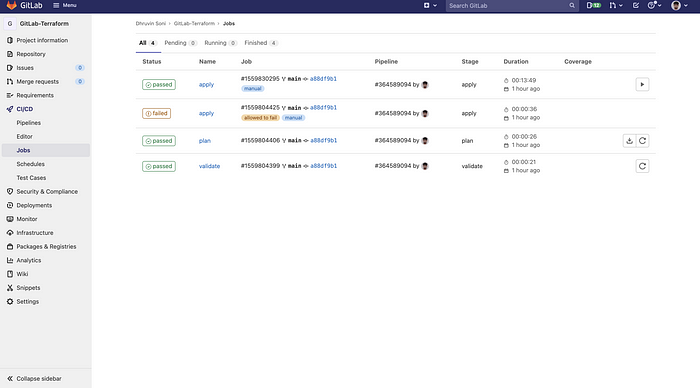 GitLab
Menu
Search GitLab
12
G GitLab-Terraform
Project information
Repository
Issues 0
Merge requests 0
Requirements
CI/CD
Pipelines
Editor
Jobs
Schedules
Test Cases
Security & Compliance
Deployments
Monitor
Infrastructure
Packages & Registries
Analytics
Wiki
Snippets
Settings
Collapse sidebar
Dhruvin Soni › GitLab-Terraform › Jobs
All 4 Pending 0 Running 0 Finished 4
Status Name Job Pipeline Stage Duration Coverage
passed apply #1559830295 main a88df9b1 #364589094 by apply 00:13:49
manual 1 hour ago
failed apply #1559804425 main a88df9b1 #364589094 by apply 00:00:36
allowed to fail manual 1 hour ago
passed plan #1559804406 main a88df9b1 #364589094 by plan 00:00:26
1 hour ago
passed validate #1559804399 main a88df9b1 #364589094 by validate 00:00:21
1 hour ago